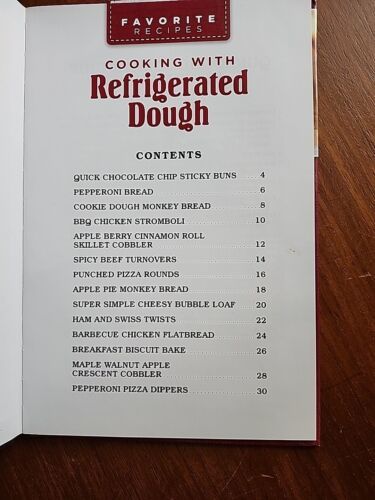 FAVORITE
RECIPES
COOKING WITH
Refrigerated
Dough
CONTENTS
QUICK CHOCOLATE CHIP STICKY BUNS 4
PEPPERONI BREAD 6
COOKIE DOUGH MONKEY BREAD 8
BBQ CHICKEN STROMBOLI 10
APPLE BERRY CINNAMON ROLL
SKILLET COBBLER 12
SPICY BEEF TURNOVERS 14
PUNCHED PIZZA ROUNDS 16
APPLE PIE MONKEY BREAD 18
SUPER SIMPLE CHEESY BUBBLE LOAF 20
HAM AND SWISS TWISTS 22
BARBECUE CHICKEN FLATBREAD 24
BREAKFAST BISCUIT BAKE 26
MAPLE WALNUT APPLE
CRESCENT COBBLER 28
PEPPERONI PIZZA DIPPERS 30